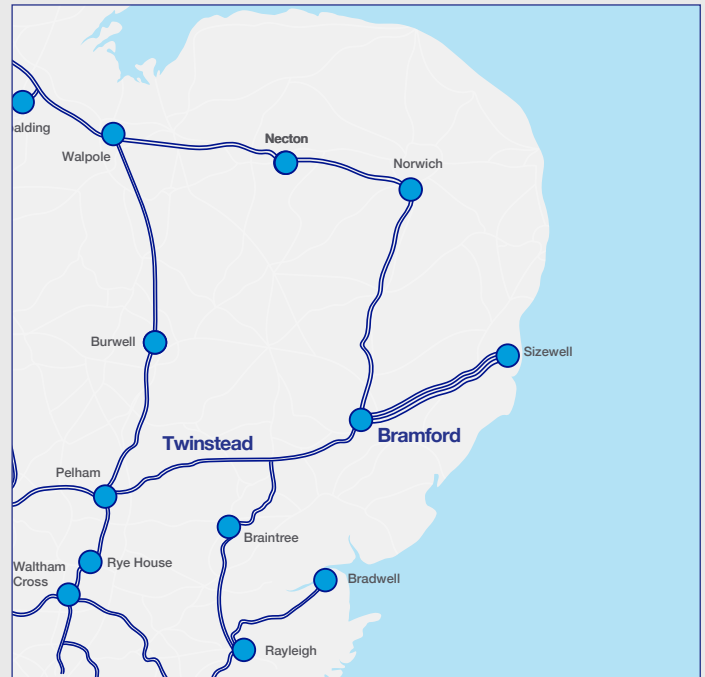 alding
Walpole
Necton
Norwich
Burwell
Sizewell
Twinstead
Bramford
Pelham
Braintree
Waltham
Cross
Rye House
Bradwell
Rayleigh